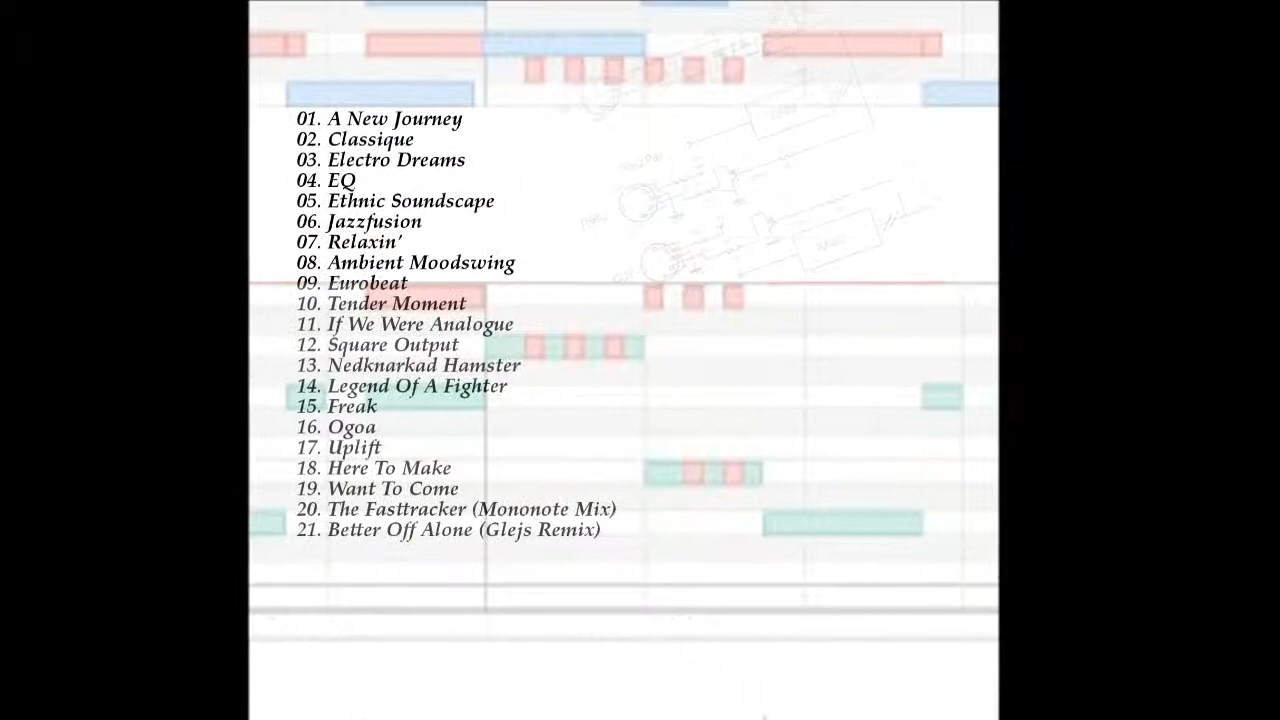 01. A New Journey
02. Classique
03. Electro Dreams
04. EQ
05. Ethnic Soundscape
06. Jazzfusion
07. Relaxin'
08. Ambient Moodswing
09. Eurobeat
10. Tender Moment
11. If We Were Analogue
12. Square Output
13. Nedknarkad Hamster
14. Legend Of A Fighter
15. Freak
16. Ogoa
17. Uplift
18. Here To Make
19. Want To Come
20. The Fasttracker (Mononote Mix)
21. Better Off Alone (Glejs Remix)